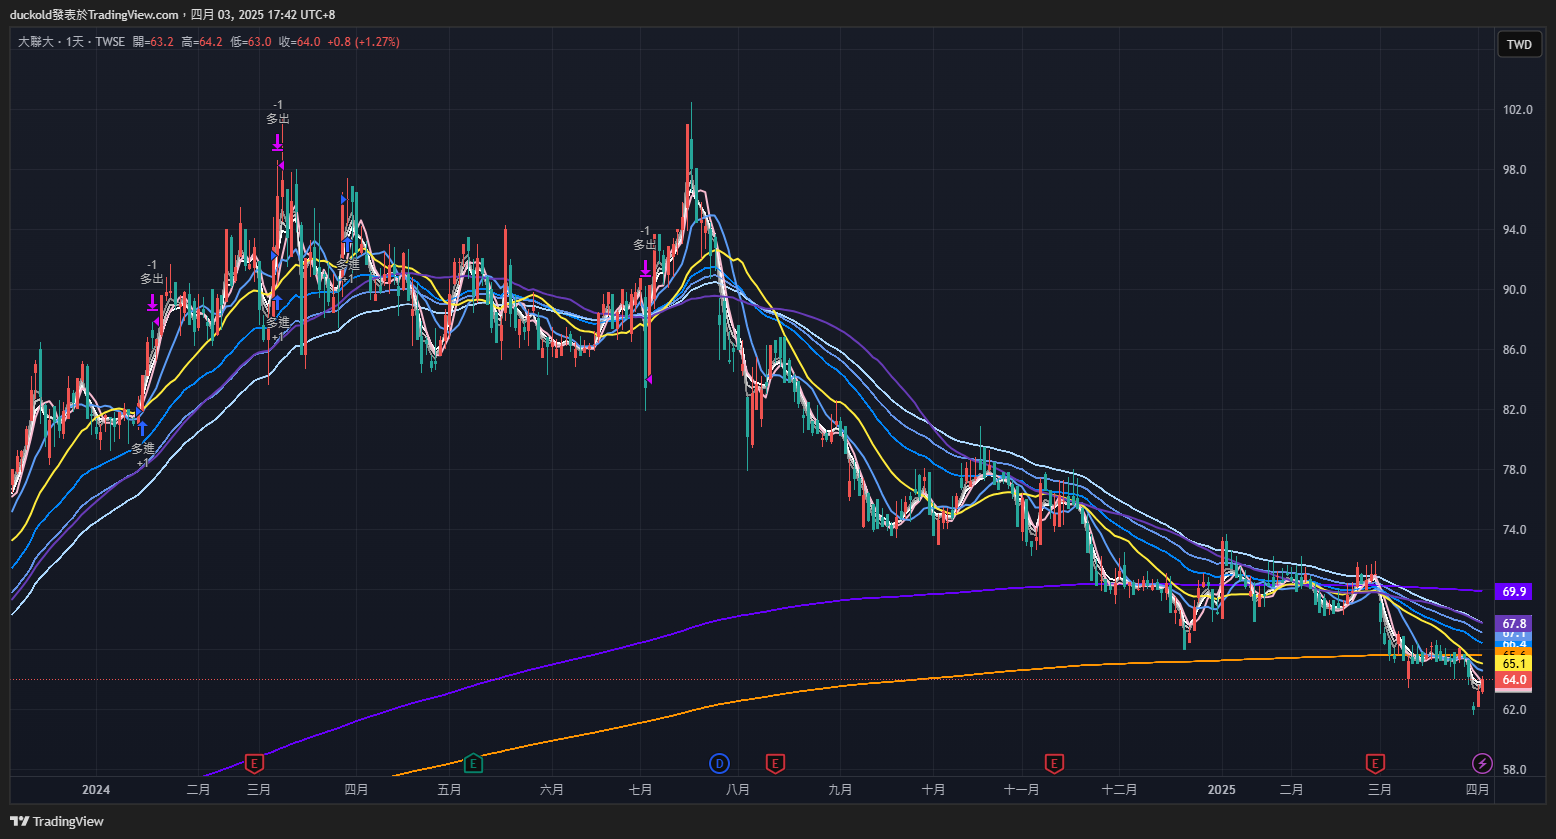 duckold發表於TradingView.com，四月 03, 2025 17:42 UTC+8
大聯大 · 1天 · TWSE 開=63.2 高=64.2 低=63.0 收=64.0 +0.8 (+1.27%)
TWD
102.0
98.0
94.0
90.0
86.0
82.0
78.0
74.0
69.9
67.8
67.1
66.4
65.6
65.1
64.0
62.0
58.0
-1
多出
-1
多出
-1
多出
多進
+1
多進
+1
多進
+1
E
E
D
E
E
E
2024
二月
三月
四月
五月
六月
七月
八月
九月
十月
十一月
十二月
2025
二月
三月
四月
TradingView